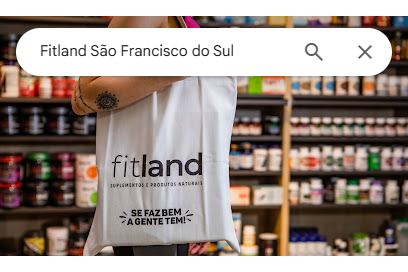 Fitland São Francisco do Sul
fitland
SUPLEMENTOS E PRODUTOS NATURAIS
SE FAZ BEM
A GENTE TEM!